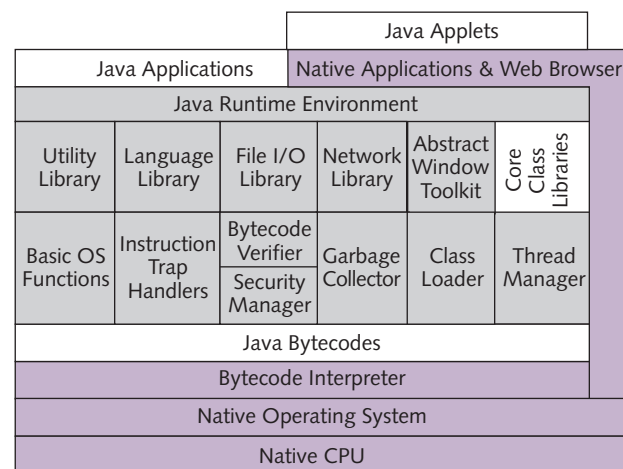 Java Applets
Java Applications
Native Applications & Web Browser
Java Runtime Environment
Utility
Library
Language
Library
File I/O
Library
Network
Library
Abstract
Window
Toolkit
Core
Class
Libraries
Basic OS
Functions
Instruction
Trap
Handlers
Bytecode
Verifier
Security
Manager
Garbage
Collector
Class
Loader
Thread
Manager
Java Bytecodes
Bytecode Interpreter
Native Operating System
Native CPU